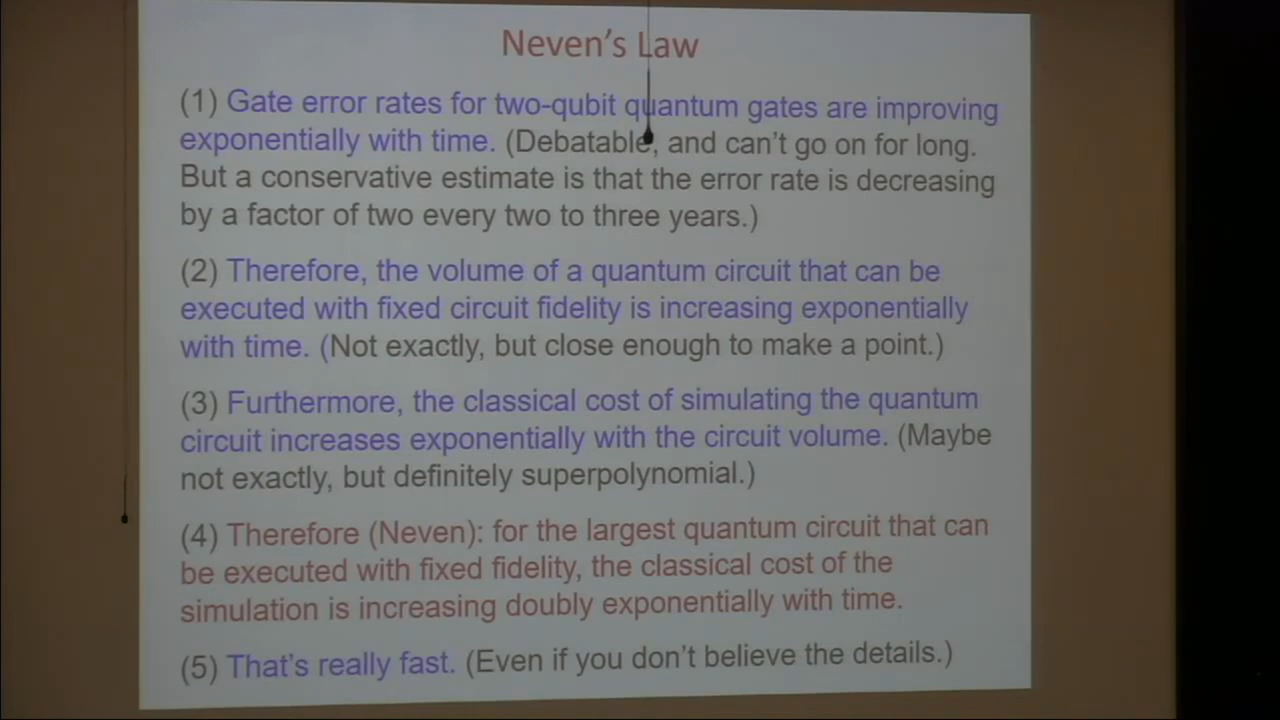 Neven's Law
(1) Gate error rates for two-qubit quantum gates are improving
exponentially with time. (Debatable, and can't go on for long.
But a conservative estimate is that the error rate is decreasing
by a factor of two every two to three years.)
(2) Therefore, the volume of a quantum circuit that can be
executed with fixed circuit fidelity is increasing exponentially
with time. (Not exactly, but close enough to make a point.)
(3) Furthermore, the classical cost of simulating the quantum
circuit increases exponentially with the circuit volume. (Maybe
not exactly, but definitely superpolynomial.)
(4) Therefore (Neven): for the largest quantum circuit that can
be executed with fixed fidelity, the classical cost of the
simulation is increasing doubly exponentially with time.
(5) That's really fast. (Even if you don't believe the details.)